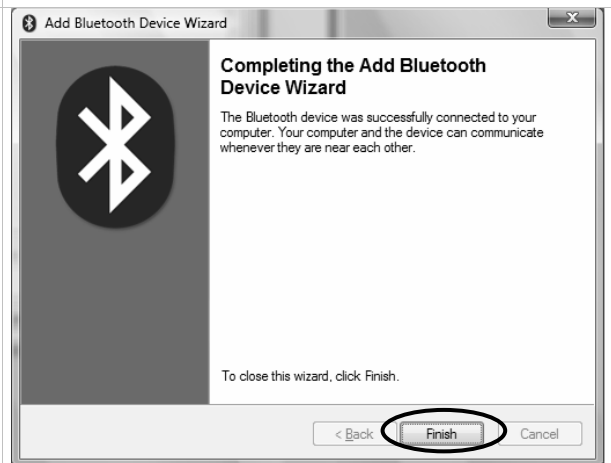 Add Bluetooth Device Wizard
Completing the Add Bluetooth
Device Wizard
The Bluetooth device was successfully connected to your
computer. Your computer and the device can communicate
whenever they are near each other.
To close this wizard, click Finish.
< Back Finish Cancel